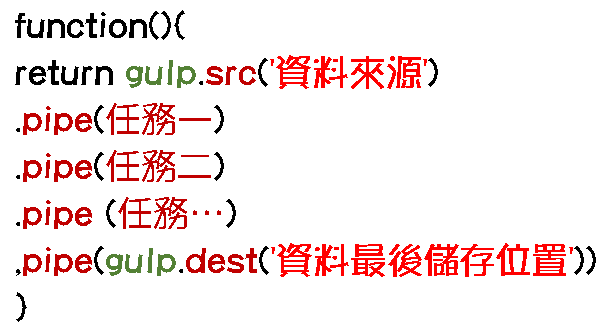 function(){
return gulp.src('資料來源')
.pipe(任務一)
.pipe(任務二)
.pipe (任務⋯)
,pipe(gulp.dest('資料最後儲存位置'))
}